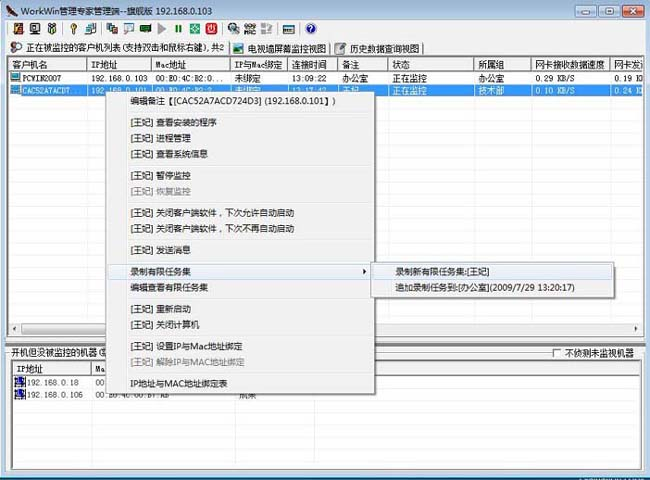 WorkWin管理专家管理端--旗舰版 192.168.0.103
正在被监控的客户机列表 (支持双击和鼠标右键), 共2 电视墙屏幕监控视图 历史数据查询视图
客户机名 IP地址 Mac地址 IP与Mac绑定 连接时间 备注 状态 所属组 网卡接收数据速度 网卡发
PCYIR2007 192.168.0.103 00:E0:4C:B2:0... 未绑定 13:09:22 办公室 正在监控 办公室 0.29 KB/S 0.19 K
CAC52A7ACD7... 192.168.0.101 00:E0:4C:B2:... 未绑定 13:17:42 王妃 正在监控 技术部 0.10 KB/S 0.24 K
编辑备注【[CAC52A7ACD724D3] (192.168.0.101】)
[王妃] 查看安装的程序
[王妃] 进程管理
[王妃] 查看系统信息
[王妃] 暂停监控
[王妃] 恢复监控
[王妃] 关闭客户端软件，下次允许自动启动
[王妃] 关闭客户端软件，下次不再自动启动
[王妃] 发送消息
录制有限任务集
录制新有限任务集:[王妃]
编辑查看有限任务集
追加录制任务到:[办公室](2009/7/29 13:20:17)
[王妃] 重新启动
[王妃] 关闭计算机
[王妃] 设置IP与Mac地址绑定
[王妃] 解除IP与MAC地址绑定
IP地址与MAC地址绑定表
开机但没被监控的机器
不侦测未监视机器
IP地址 Ma
192.168.0.18 00:
192.168.0.106